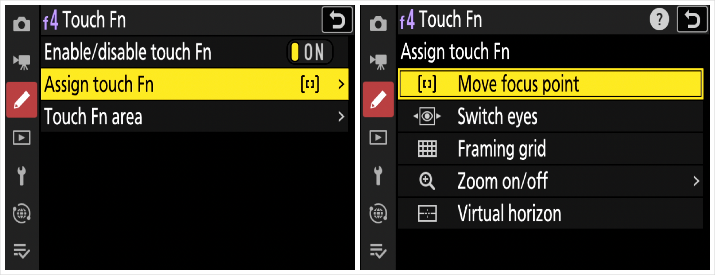 f4 Touch Fn
Enable/disable touch Fn
ON
Assign touch Fn
Touch Fn area
f4 Touch Fn
?
Assign touch Fn
Move focus point
Switch eyes
Framing grid
Zoom on/off
Virtual horizon